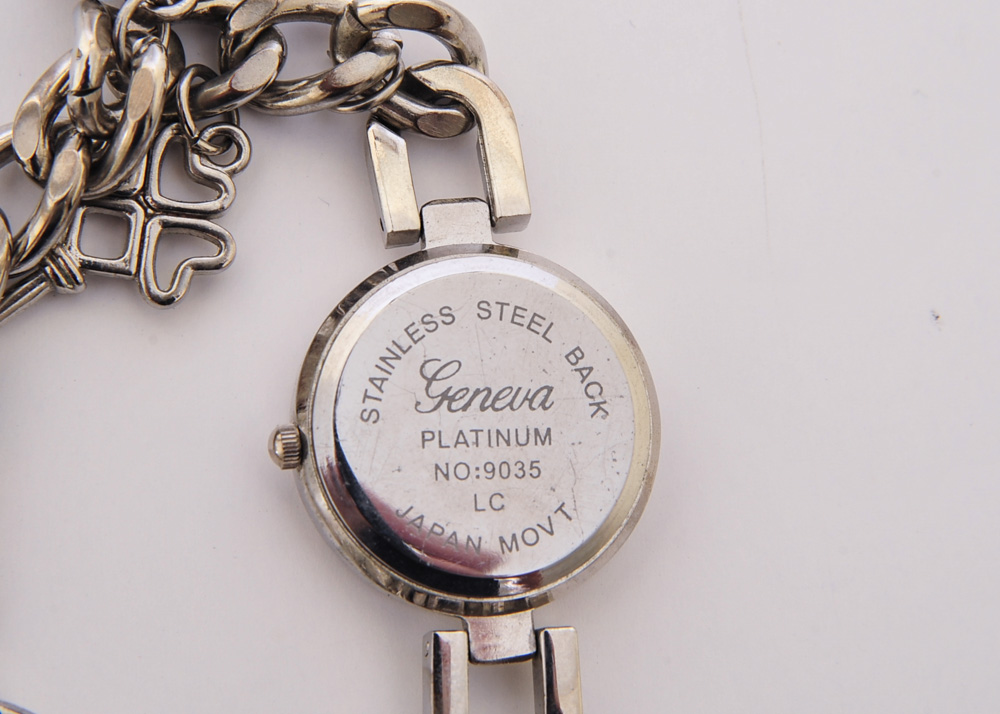 STAINLESS STEEL BACK
Geneva
PLATINUM
NO:9035
LC
JAPAN MOVT